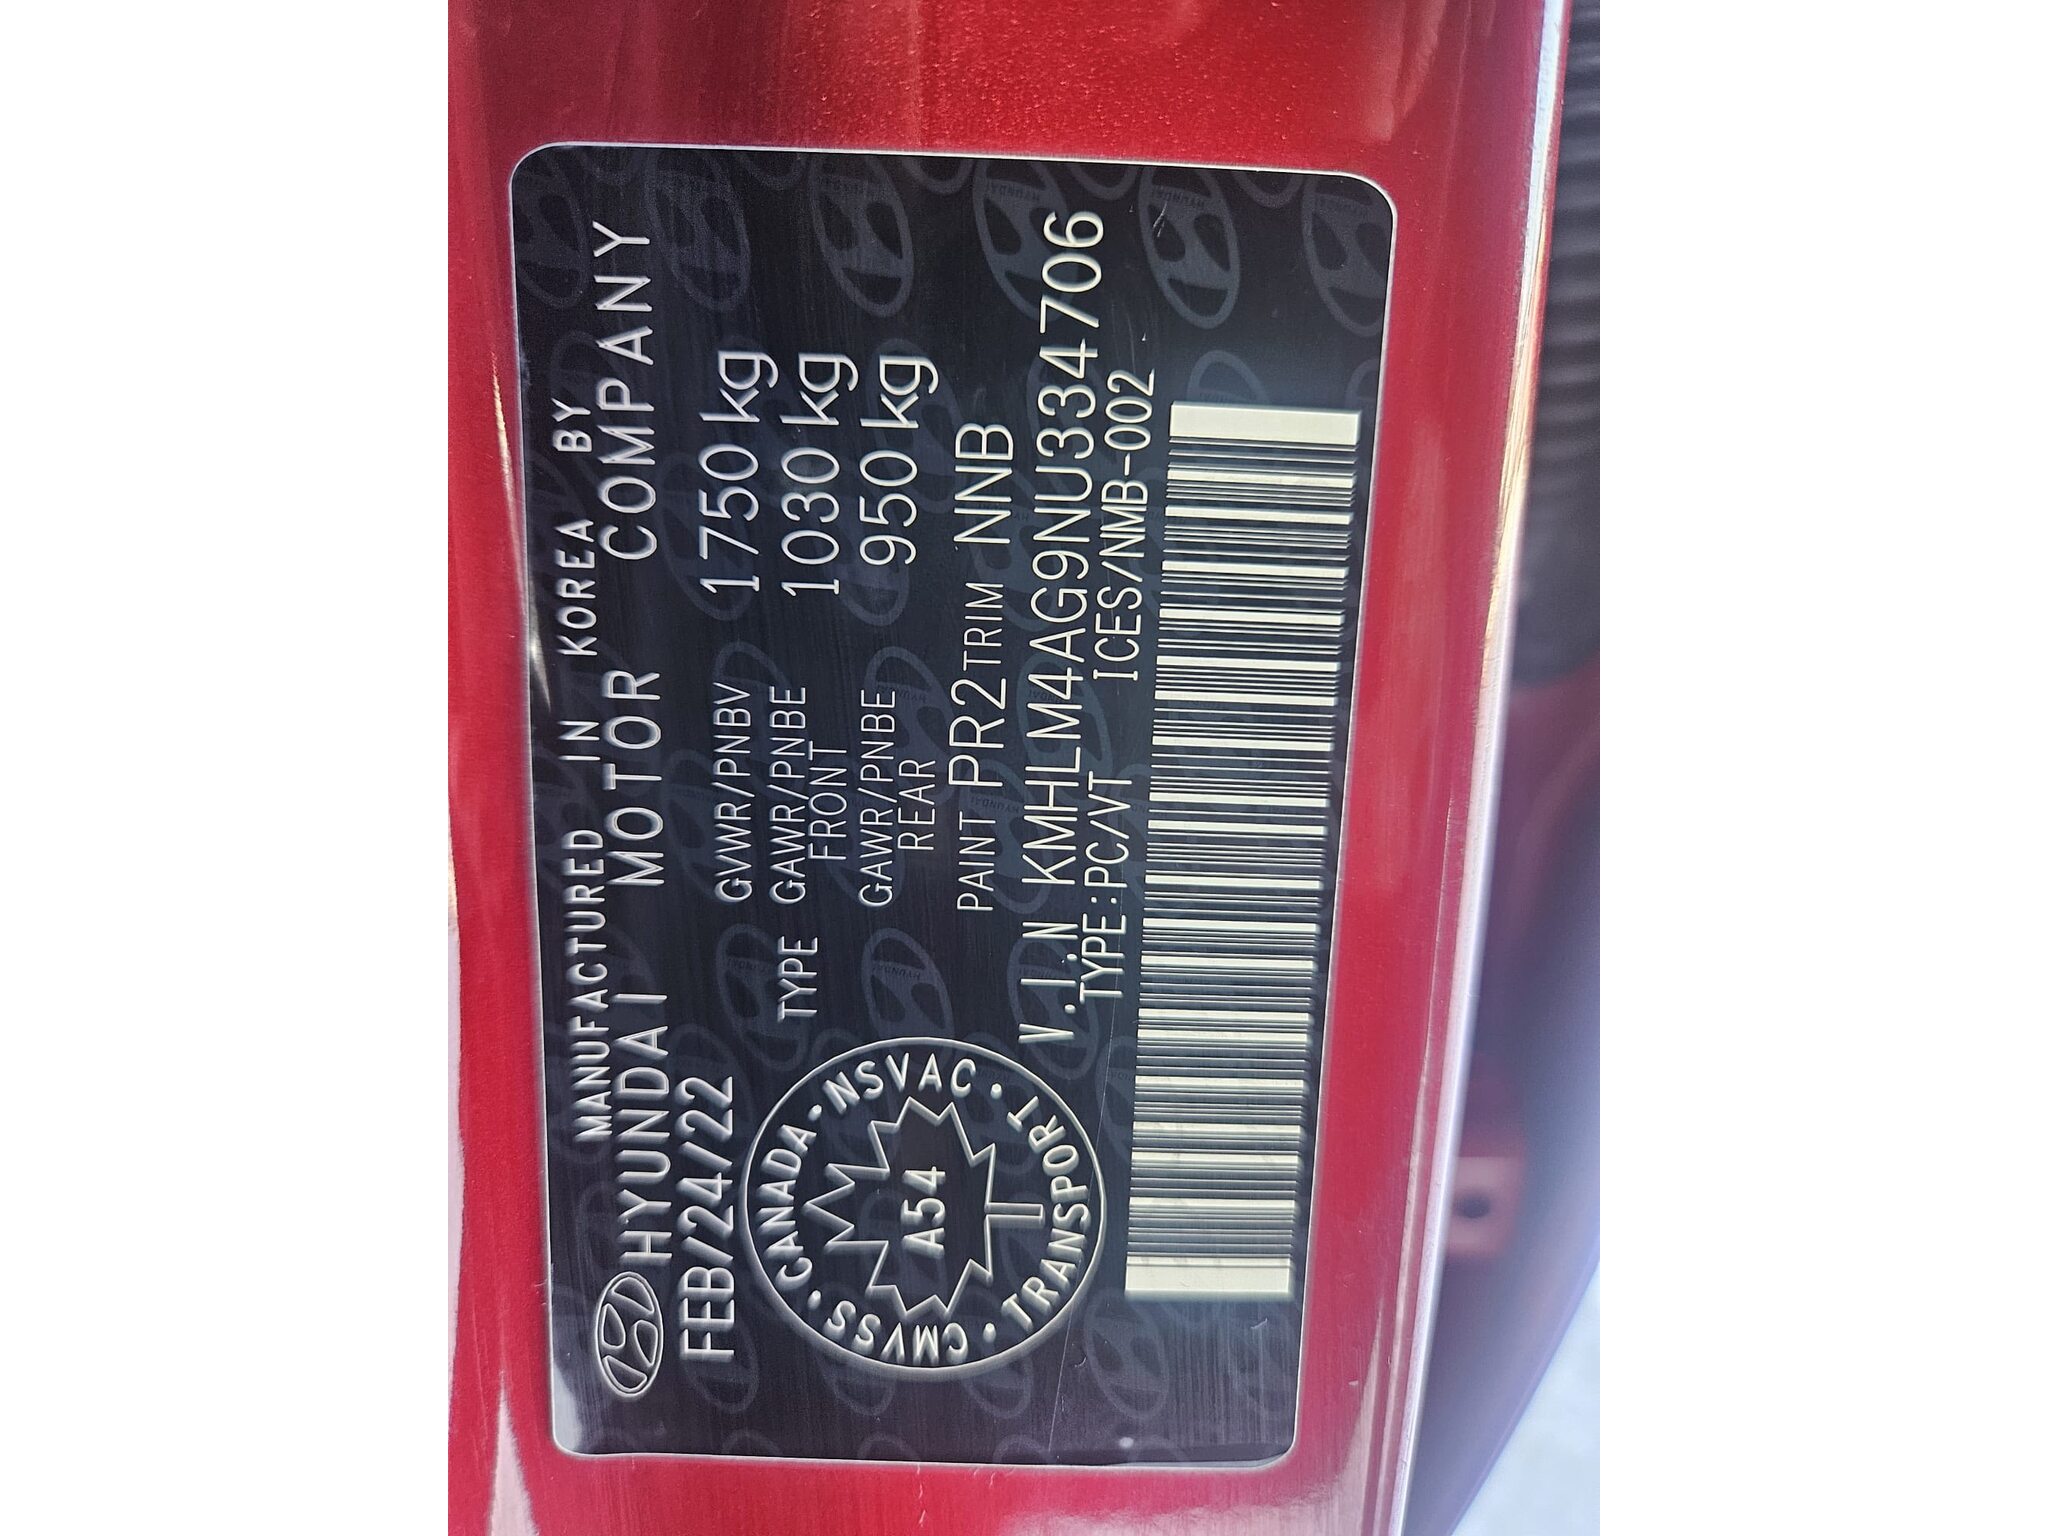 MANUFACTURED IN KOREA BY
HYUNDAI MOTOR COMPANY
FEB/24/22
GVWR/PNBV 1750 kg
TYPE GAWR/PNBE FRONT 1030 kg
GAWR/PNBE REAR 950 kg
PAINT PR2 TRIM NNB
V.I.N KMHLM4AG9NU334706
TYPE:PC/VT ICES/NMB-002
CANADA · NSVAC · TRANSPORT · CMVSS ·
A54